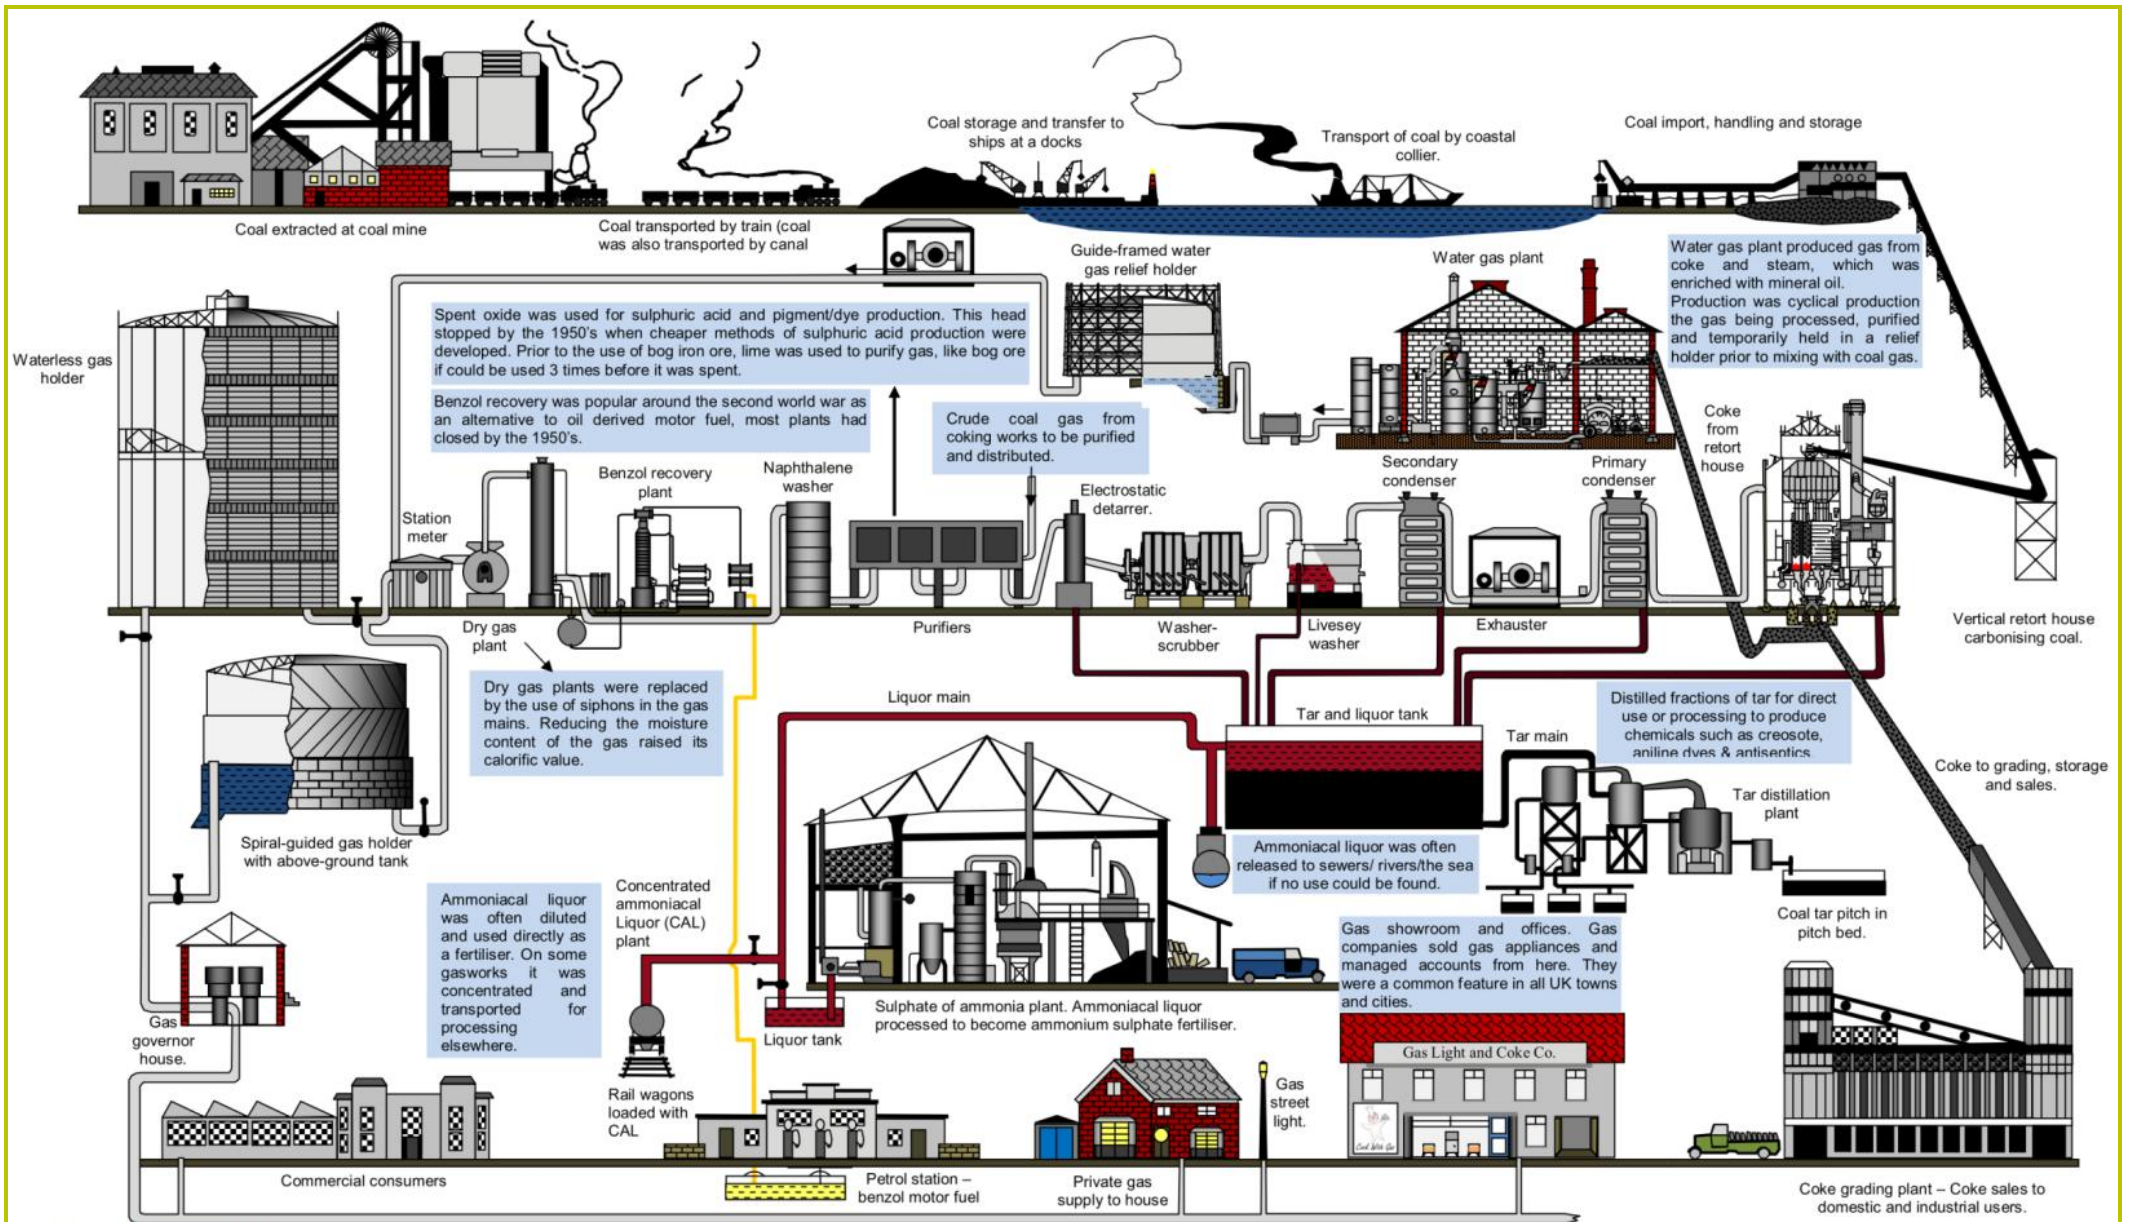 Coal extracted at coal mine
Coal transported by train (coal
was also transported by canal
Coal storage and transfer to
ships at a docks
Transport of coal by coastal
collier.
Coal import, handling and storage
Waterless gas
holder
Spent oxide was used for sulphuric acid and pigment/dye production. This head
stopped by the 1950's when cheaper methods of sulphuric acid production were
developed. Prior to the use of bog iron ore, lime was used to purify gas, like bog ore
if could be used 3 times before it was spent.
Benzol recovery was popular around the second world war as
an alternative to oil derived motor fuel, most plants had
closed by the 1950's.
Guide-framed water
gas relief holder
Water gas plant
Water gas plant produced gas from
coke and steam, which was
enriched with mineral oil.
Production was cyclical production
the gas being processed, purified
and temporarily held in a relief
holder prior to mixing with coal gas.
Crude coal gas from
coking works to be purified
and distributed.
Coke
from
retort
house
Station
meter
Benzol recovery
plant
Naphthalene
washer
Electrostatic
detarrer.
Secondary
condenser
Primary
condenser
Dry gas
plant
Purifiers
Washer-
scrubber
Livesey
washer
Exhauster
Vertical retort house
carbonising coal.
Dry gas plants were replaced
by the use of siphons in the gas
mains. Reducing the moisture
content of the gas raised its
calorific value.
Liquor main
Tar and liquor tank
Tar main
Distilled fractions of tar for direct
use or processing to produce
chemicals such as creosote,
aniline dyes & antiseptics.
Coke to grading, storage
and sales.
Tar distillation
plant
Spiral-guided gas holder
with above-ground tank
Ammoniacal liquor was often
released to sewers/ rivers/the sea
if no use could be found.
Coal tar pitch in
pitch bed.
Ammoniacal liquor
was often diluted
and used directly as
a fertiliser. On some
gasworks it was
concentrated and
transported for
processing
elsewhere.
Concentrated
ammoniacal
Liquor (CAL)
plant
Gas showroom and offices. Gas
companies sold gas appliances and
managed accounts from here. They
were a common feature in all UK towns
and cities.
Sulphate of ammonia plant. Ammoniacal liquor
processed to become ammonium sulphate fertiliser.
Liquor tank
Gas
governor
house.
Gas Light and Coke Co.
Rail wagons
loaded with
CAL
Gas
street
light.
Commercial consumers
Petrol station –
benzol motor fuel
Private gas
supply to house
Coke grading plant – Coke sales to
domestic and industrial users.